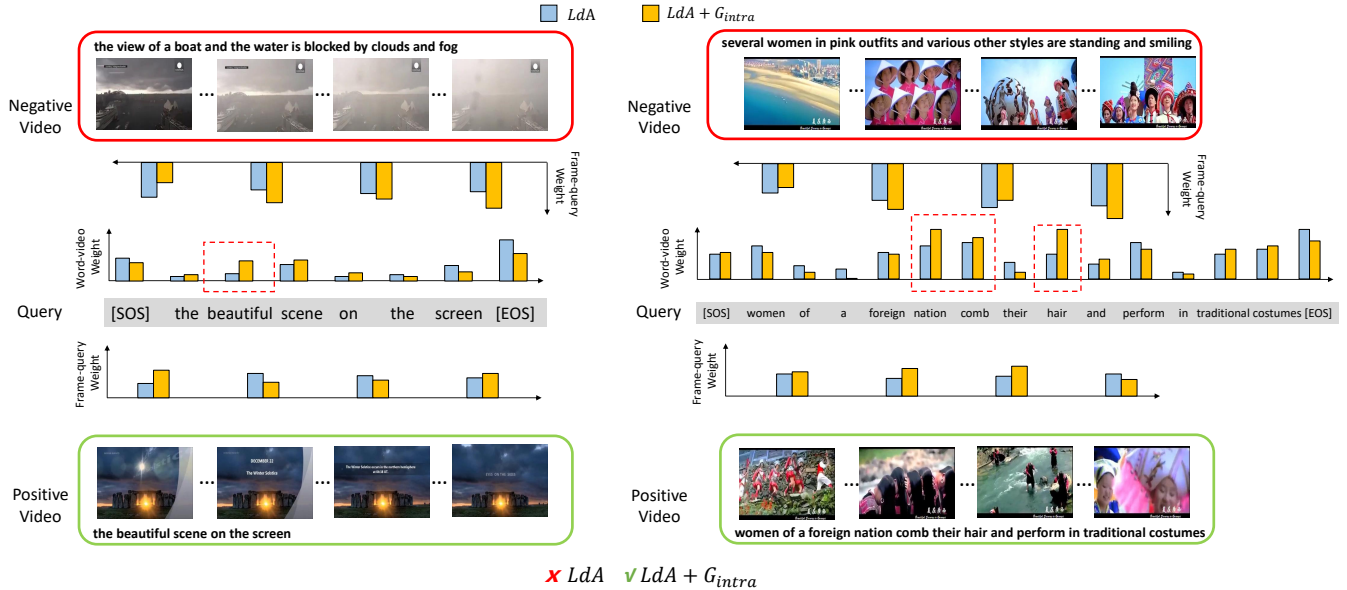 LdA
LdA + G_intra
the view of a boat and the water is blocked by clouds and fog
Negative
Video
Frame-query
Weight
Word-video
Weight
Query
[SOS] the beautiful scene on the screen [EOS]
Frame-query
Weight
DECEMBER 22
The Winter Solstice
Positive
Video
the beautiful scene on the screen
several women in pink outfits and various other styles are standing and smiling
Negative
Video
Frame-query
Weight
Word-video
Weight
Query
[SOS] women of a foreign nation comb their hair and perform in traditional costumes [EOS]
Frame-query
Weight
Positive
Video
women of a foreign nation comb their hair and perform in traditional costumes
x LdA √ LdA + G_intra